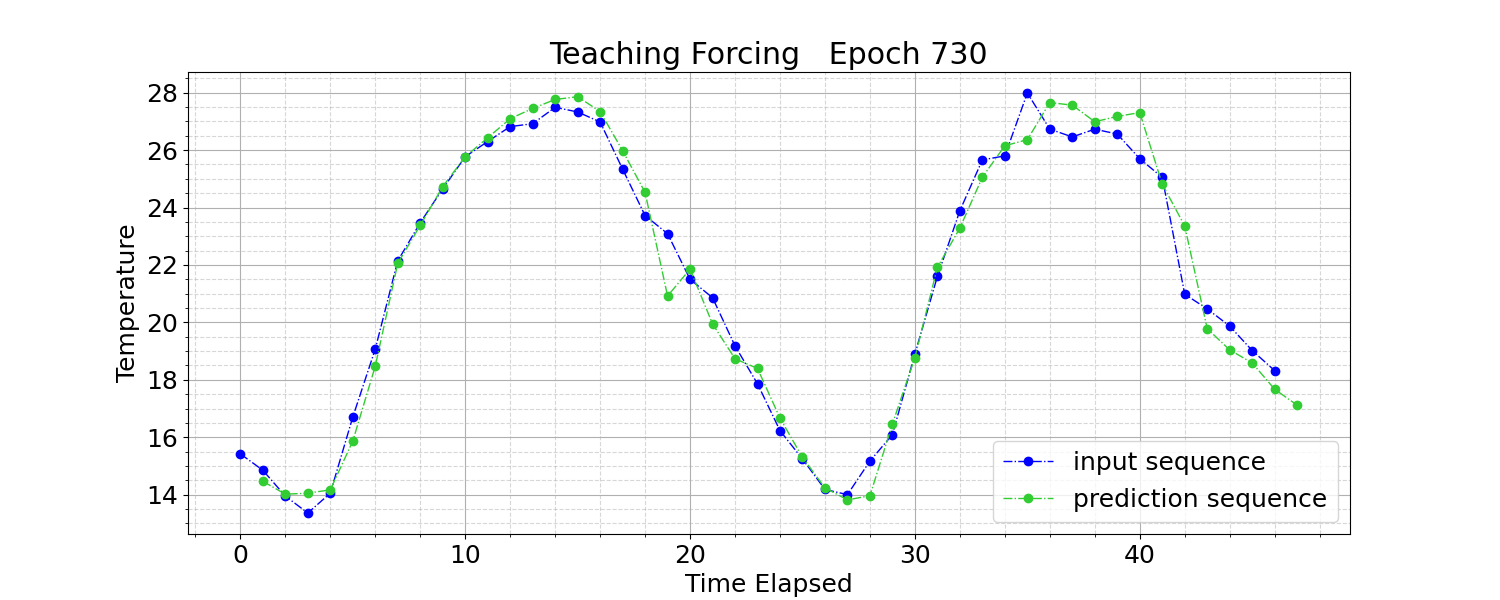 Teaching Forcing   Epoch 730
28
26
24
22
20
18
16
14
Temperature
0 10 20 30 40
Time Elapsed
input sequence
prediction sequence